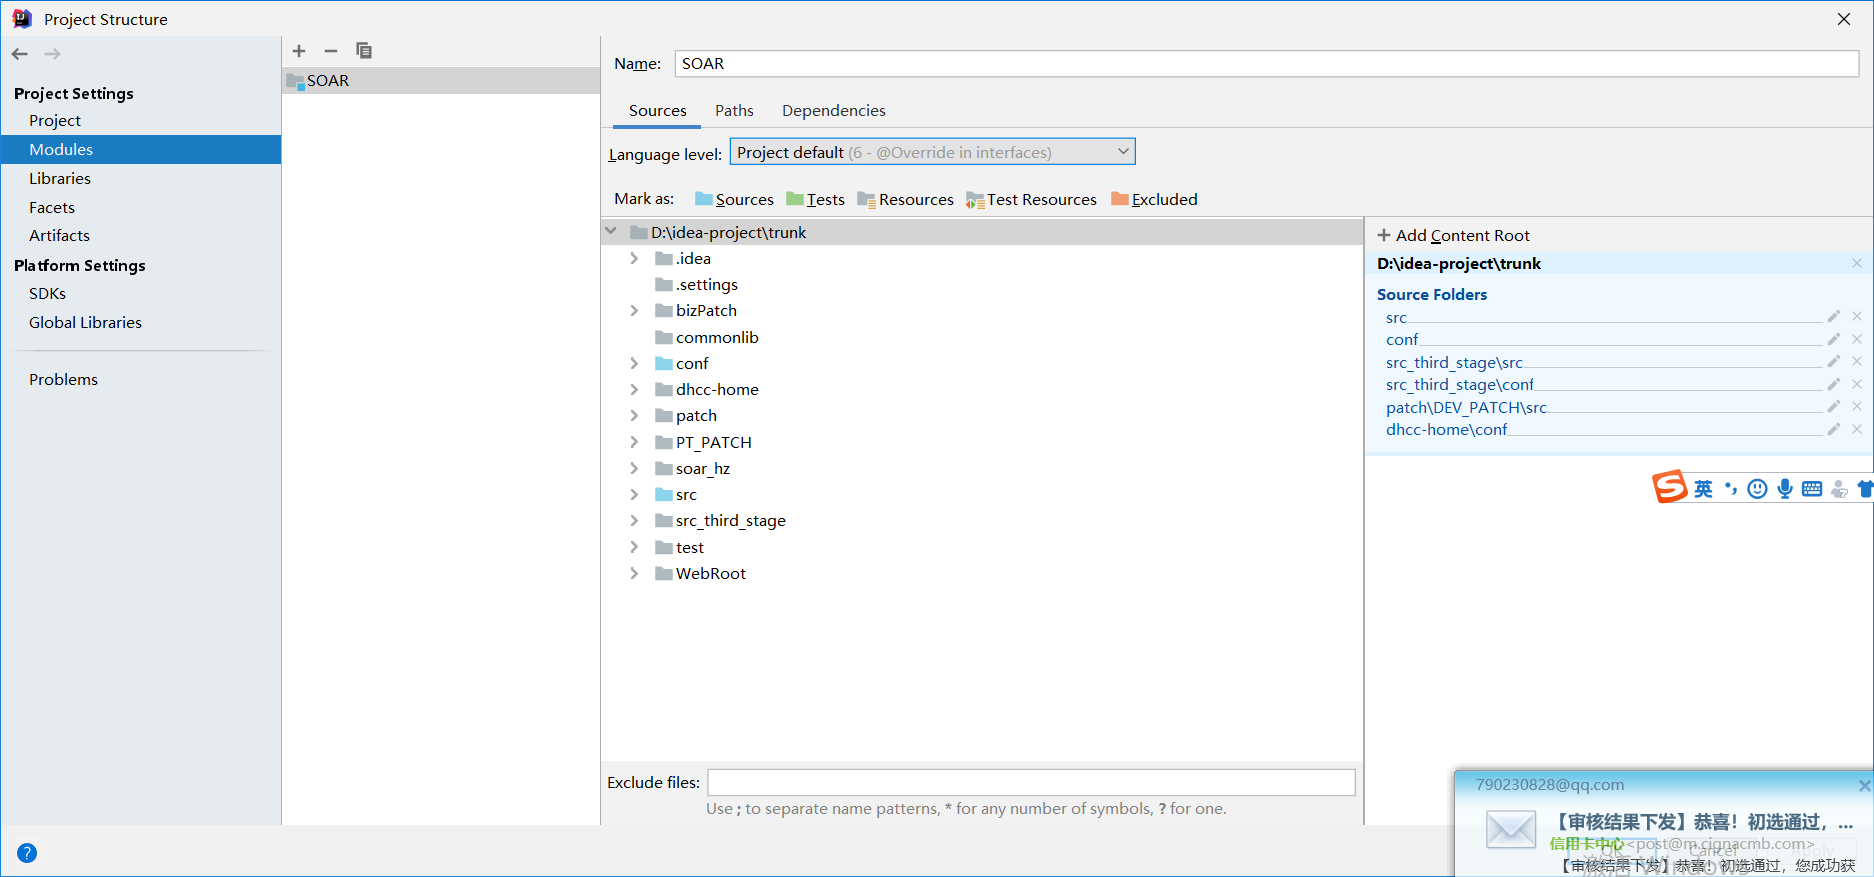 Project Structure
Project Settings
Project
Modules
Libraries
Facets
Artifacts
Platform Settings
SDKs
Global Libraries
Problems
SOAR
Name: SOAR
Sources Paths Dependencies
Language level: Project default (6 - @Override in interfaces)
Mark as: Sources Tests Resources Test Resources Excluded
D:\idea-project\trunk
.idea
.settings
bizPatch
commonlib
conf
dhcc-home
patch
PT_PATCH
soar_hz
src
src_third_stage
test
WebRoot
Exclude files:
Use ; to separate name patterns, * for any number of symbols, ? for one.
+ Add Content Root
D:\idea-project\trunk
Source Folders
src
conf
src_third_stage\src
src_third_stage\conf
patch\DEV_PATCH\src
dhcc-home\conf
英
790230828@qq.com
【审核结果下发】恭喜！初选通过，...
信用卡中心<post@m.cignacmb.com>
OK Cancel Apply
【审核结果下发】恭喜！初选通过，您成功获
激活 Windows